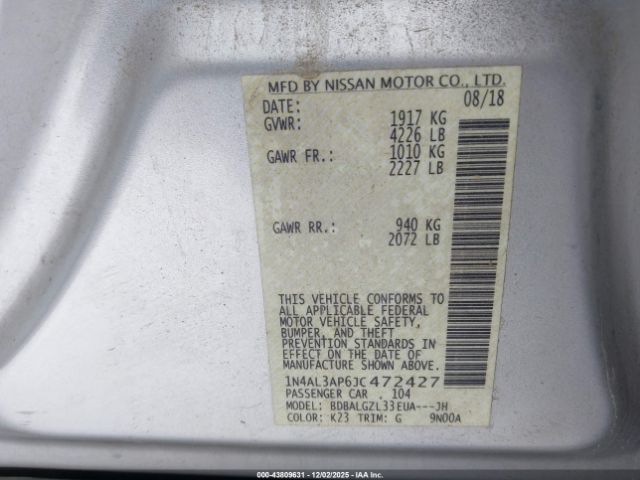 MFD BY NISSAN MOTOR CO., LTD.
DATE: 08/18
GVWR: 1917 KG
4226 LB
GAWR FR.: 1010 KG
2227 LB
GAWR RR.: 940 KG
2072 LB
THIS VEHICLE CONFORMS TO
ALL APPLICABLE FEDERAL
MOTOR VEHICLE SAFETY,
BUMPER, AND THEFT
PREVENTION STANDARDS IN
EFFECT ON THE DATE OF
MANUFACTURE SHOWN ABOVE.
1N4AL3AP6JC472427
PASSENGER CAR 104
MODEL: BDBALGZL33EUA---JH
COLOR: K23 TRIM: G 9N00A
000-43809631 - 12/02/2025 - IAAI.COM